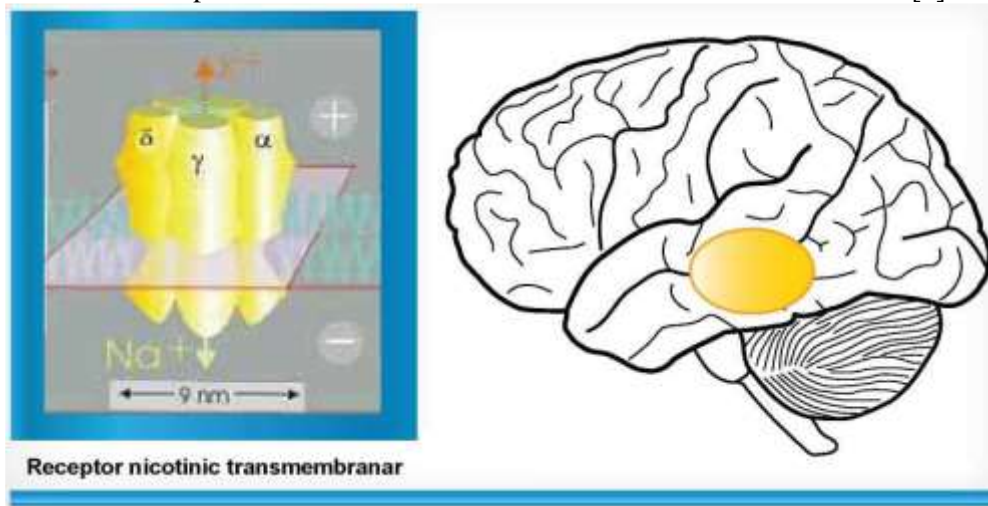 K+
+
δ
α
γ
Na+
−
9 nm
Receptor nicotinic transmembranar